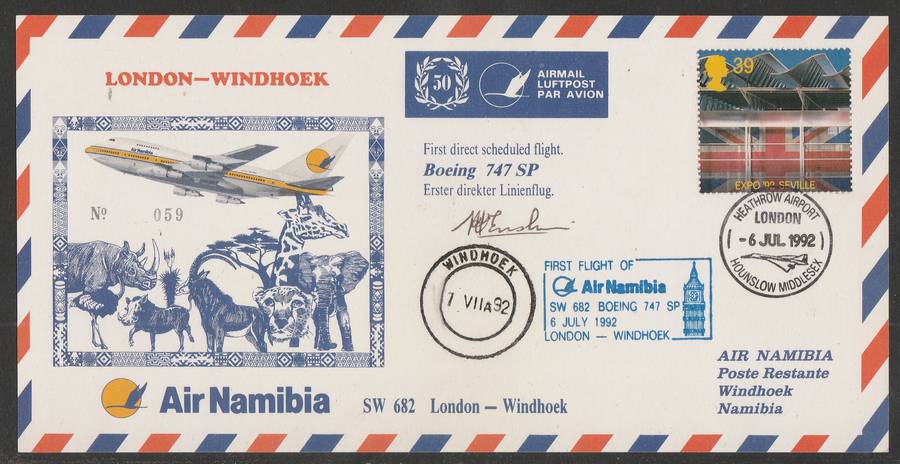 LONDON—WINDHOEK
Air Namibia
No 059
Air Namibia
SW 682 London – Windhoek
50
AIRMAIL
LUFTPOST
PAR AVION
First direct scheduled flight.
Boeing 747 SP
Erster direkter Linienflug.
WINDHOEK
7 VII A 92
FIRST FLIGHT OF
Air Namibia
SW 682 BOEING 747 SP
6 JULY 1992
LONDON — WINDHOEK
39
EXPO '92 SEVILLE
HEATHROW AIRPORT
LONDON
- 6 JUL 1992
HOUNSLOW MIDDLESEX
AIR NAMIBIA
Poste Restante
Windhoek
Namibia